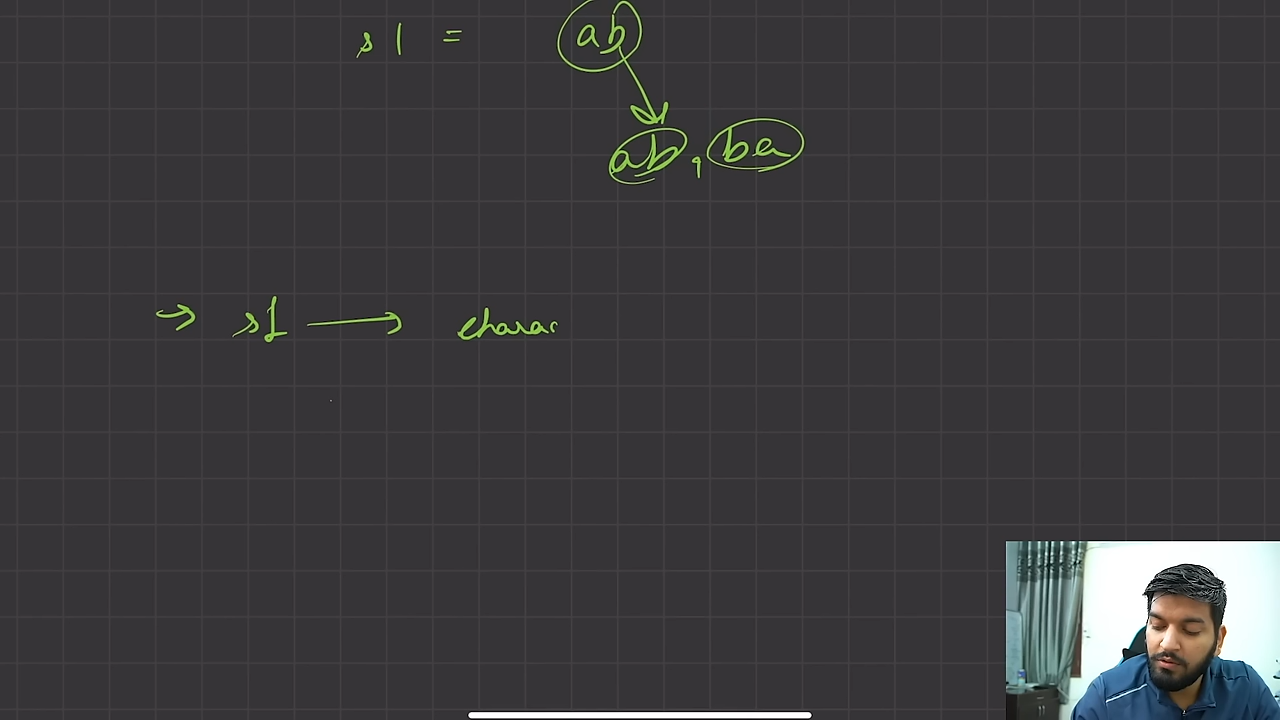 s1 = ab
ab, ba
→ s1 → charac